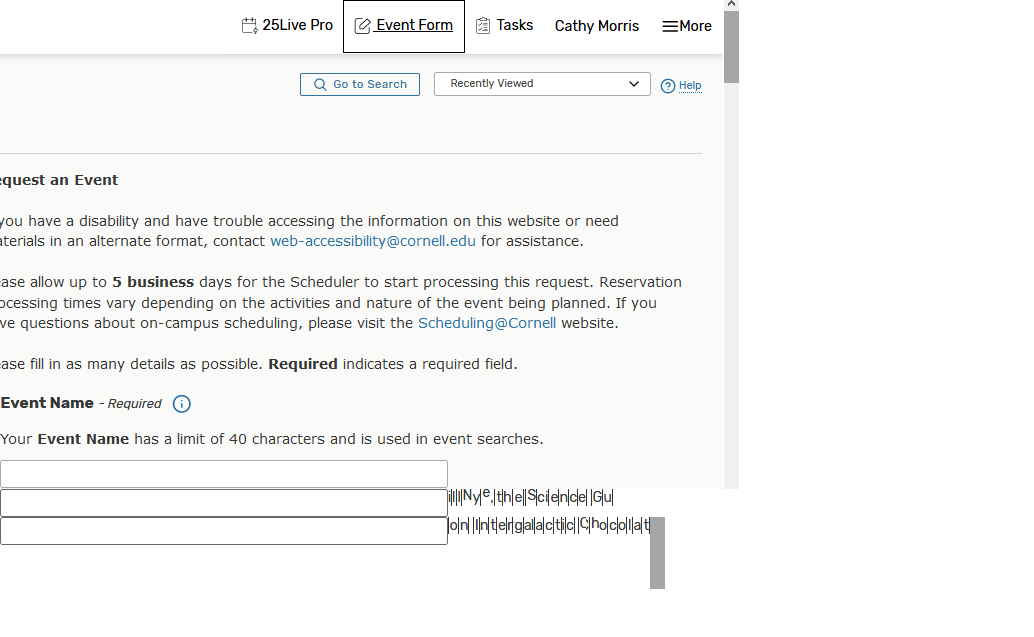 25Live Pro Event Form Tasks Cathy Morris More
Go to Search Recently Viewed Help
equest an Event
you have a disability and have trouble accessing the information on this website or need
aterials in an alternate format, contact web-accessibility@cornell.edu for assistance.
ase allow up to 5 business days for the Scheduler to start processing this request. Reservation
ocessing times vary depending on the activities and nature of the event being planned. If you
ve questions about on-campus scheduling, please visit the Scheduling@Cornell website.
ase fill in as many details as possible. Required indicates a required field.
Event Name - Required
Your Event Name has a limit of 40 characters and is used in event searches.
ill Nye, the Science Gu
on Intergalactic Chocolat